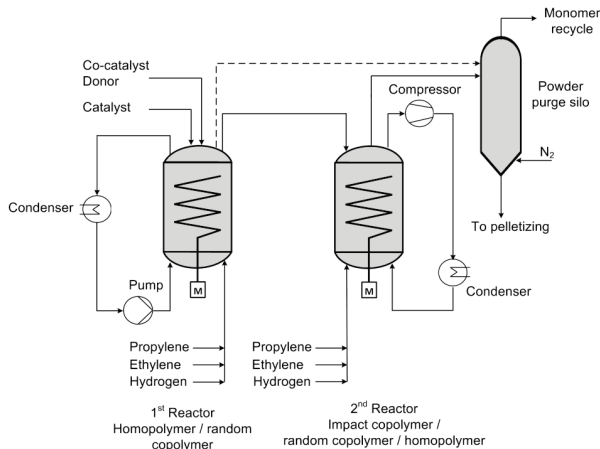 Monomer
recycle
Co-catalyst
Donor
Catalyst
Compressor
Powder
purge silo
N2
Condenser
To pelletizing
Pump
M
M
Condenser
Propylene
Ethylene
Hydrogen
Propylene
Ethylene
Hydrogen
1st Reactor
Homopolymer / random
copolymer
2nd Reactor
Impact copolymer /
random copolymer / homopolymer